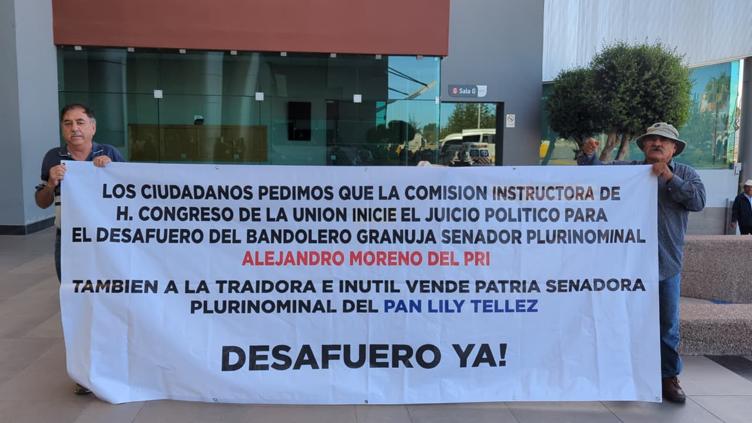 Sala 0
LOS CIUDADANOS PEDIMOS QUE LA COMISION INSTRUCTORA DE
H. CONGRESO DE LA UNION INICIE EL JUICIO POLITICO PARA
EL DESAFUERO DEL BANDOLERO GRANUJA SENADOR PLURINOMINAL
ALEJANDRO MORENO DEL PRI
TAMBIEN A LA TRAIDORA E INUTIL VENDE PATRIA SENADORA
PLURINOMINAL DEL PAN LILY TELLEZ
DESAFUERO YA!